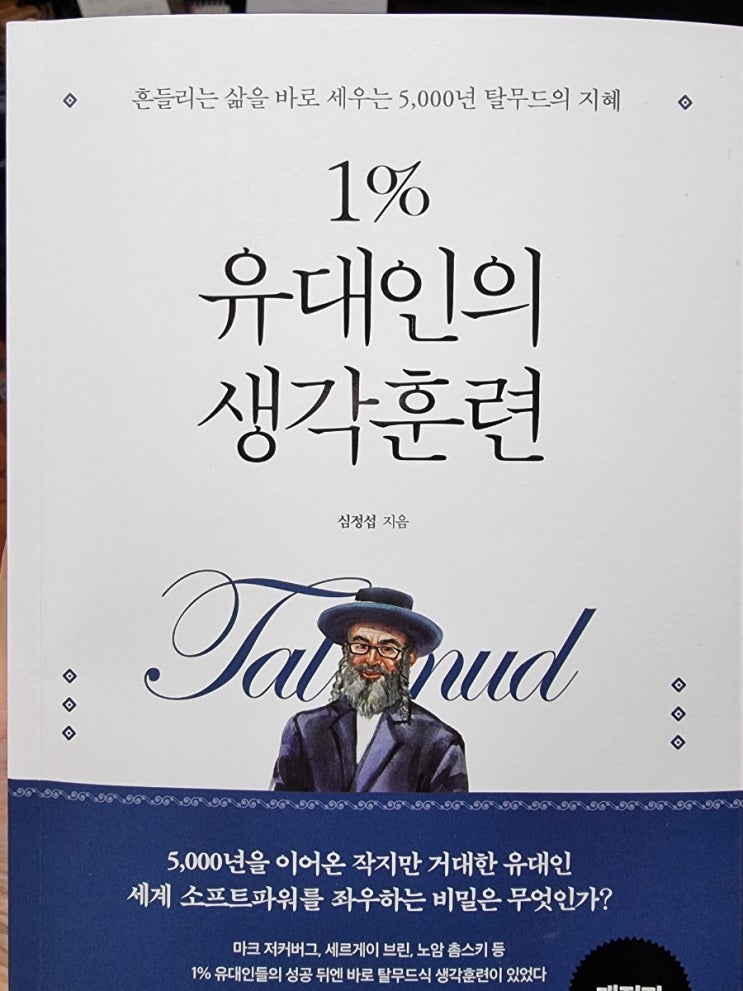 흔들리는 삶을 바로 세우는 5,000년 탈무드의 지혜
1%
유대인의
생각훈련
심정섭 지음
Talmud
5,000년을 이어온 작지만 거대한 유대인
세계 소프트파워를 좌우하는 비밀은 무엇인가?
마크 저커버그, 세르게이 브린, 노암 촘스키 등
1% 유대인들의 성공 뒤엔 바로 탈무드식 생각훈련이 있었다